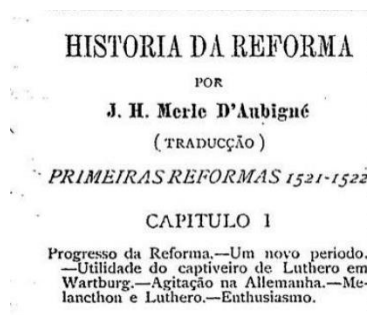 HISTORIA DA REFORMA
POR
J. H. Merle D'Aubigné
(TRADUCÇÃO)
PRIMEIRAS REFORMAS 1521-1522
CAPITULO I
Progresso da Reforma.—Um novo periodo.
—Utilidade do captiveiro de Luthero em
Wartburg.—Agitação na Allemanha.—Me-
lancthon e Luthero.—Enthusiasmo.